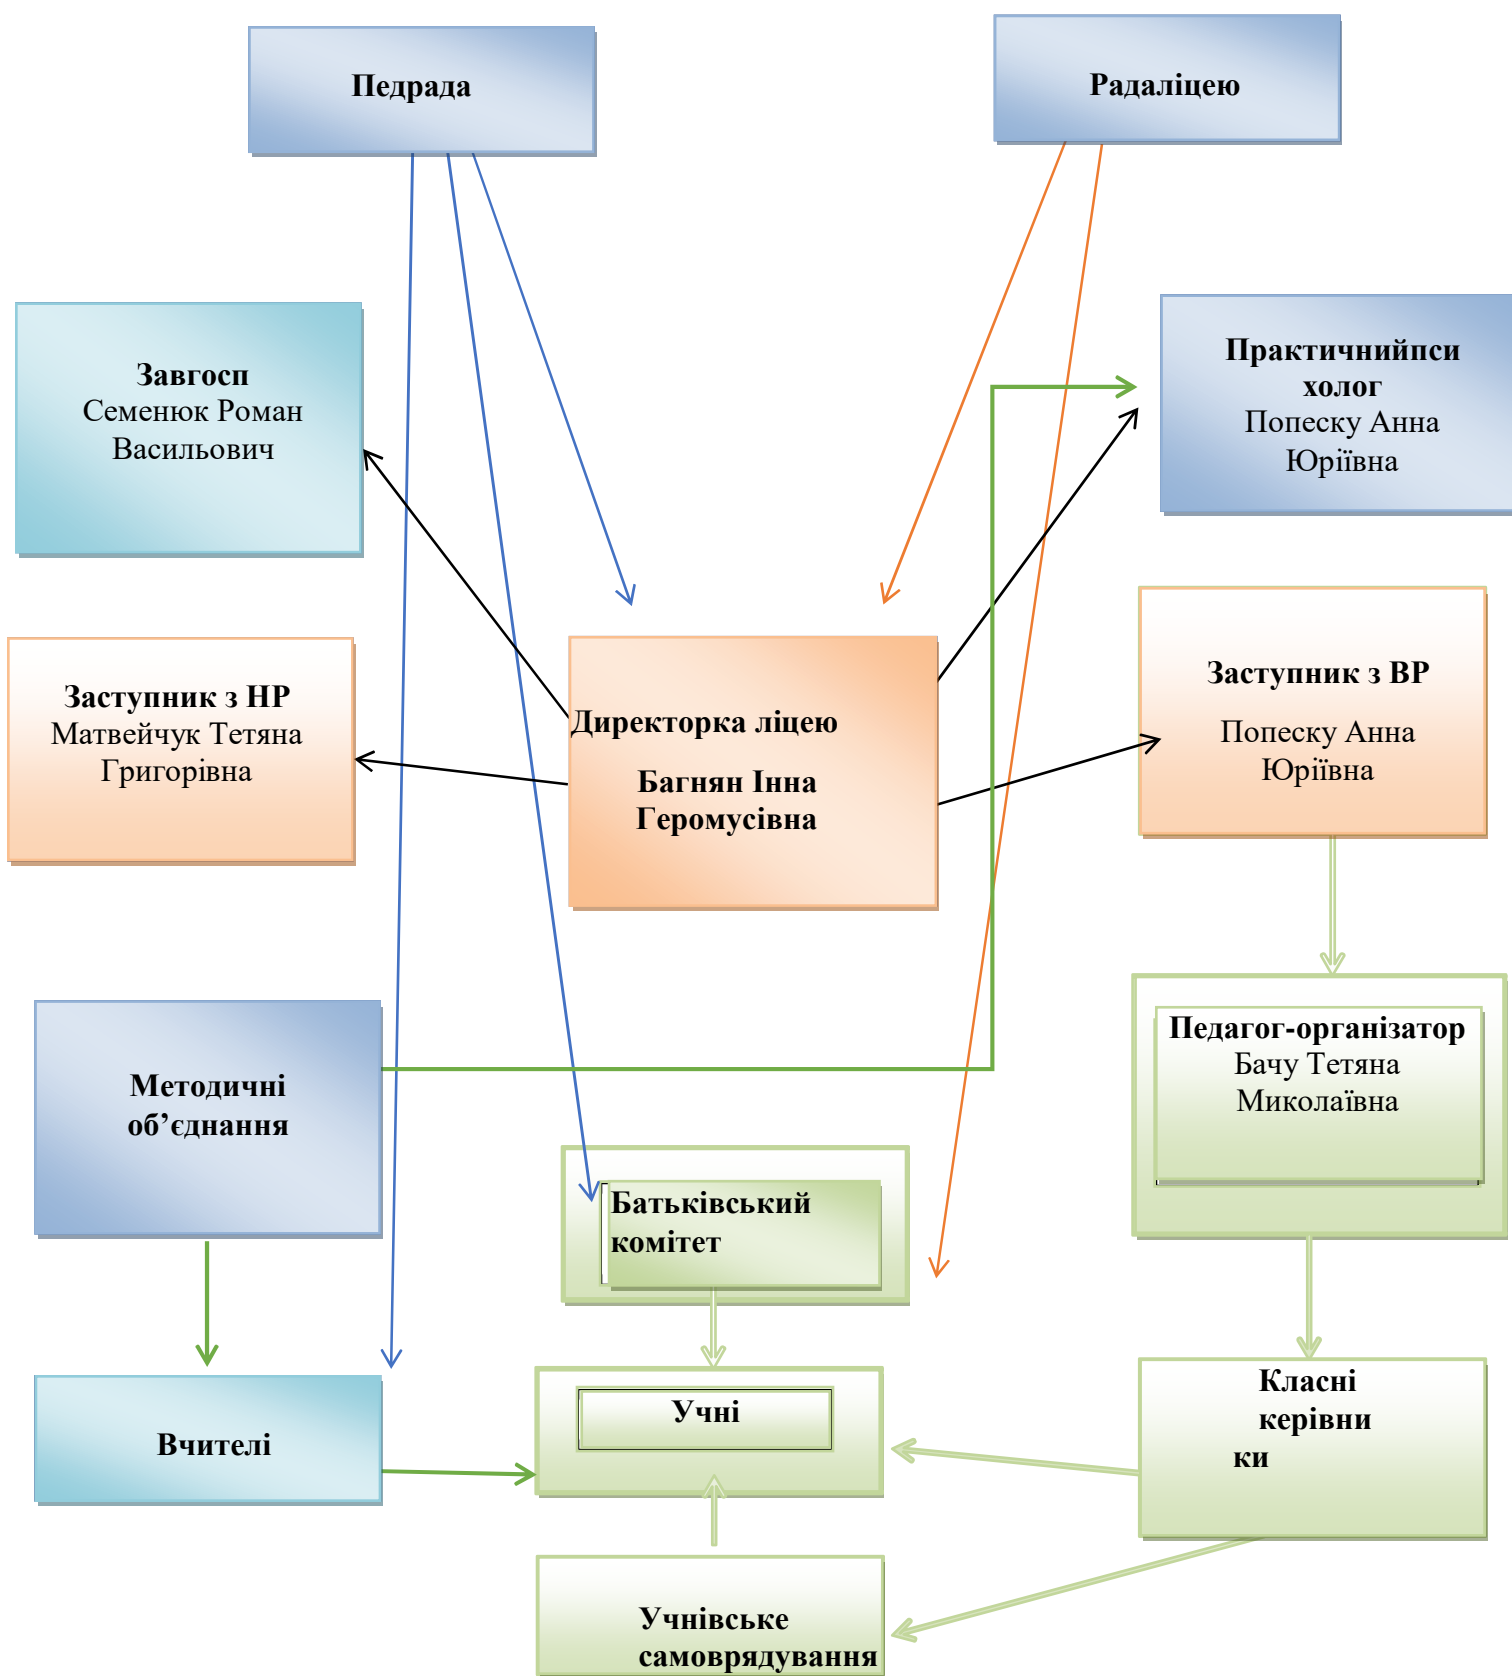 Педрада
Радаліцею
Завгосп
Семенюк Роман
Васильович
Практичнийпси
холог
Попеску Анна
Юріївна
Заступник з НР
Матвейчук Тетяна
Григорівна
Директорка ліцею
Багнян Інна
Геромусівна
Заступник з ВР
Попеску Анна
Юріївна
Методичні
об’єднання
Педагог-організатор
Бачу Тетяна
Миколаївна
Батьківський
комітет
Вчителі
Учні
Класні
керівни
ки
Учнівське
самоврядування